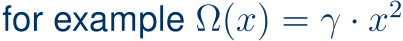 for example Ω(x) = γ · x²